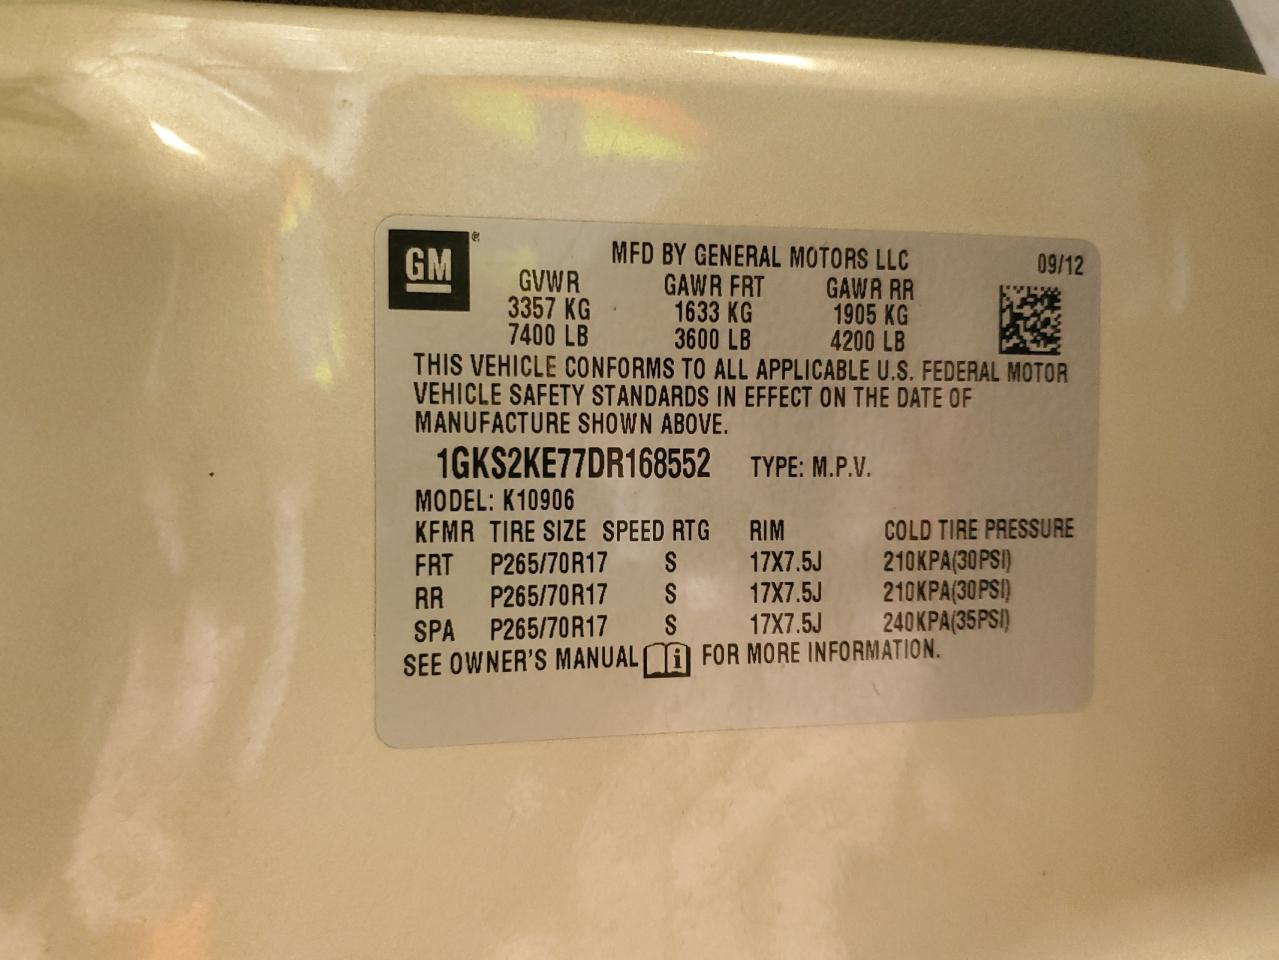 GM®
MFD BY GENERAL MOTORS LLC 09/12
GVWR GAWR FRT GAWR RR
3357 KG 1633 KG 1905 KG
7400 LB 3600 LB 4200 LB
THIS VEHICLE CONFORMS TO ALL APPLICABLE U.S. FEDERAL MOTOR
VEHICLE SAFETY STANDARDS IN EFFECT ON THE DATE OF
MANUFACTURE SHOWN ABOVE.
1GKS2KE77DR168552 TYPE: M.P.V.
MODEL: K10906
KFMR TIRE SIZE SPEED RTG RIM COLD TIRE PRESSURE
FRT P265/70R17 S 17X7.5J 210KPA(30PSI)
RR P265/70R17 S 17X7.5J 210KPA(30PSI)
SPA P265/70R17 S 17X7.5J 240KPA(35PSI)
SEE OWNER'S MANUAL i FOR MORE INFORMATION.